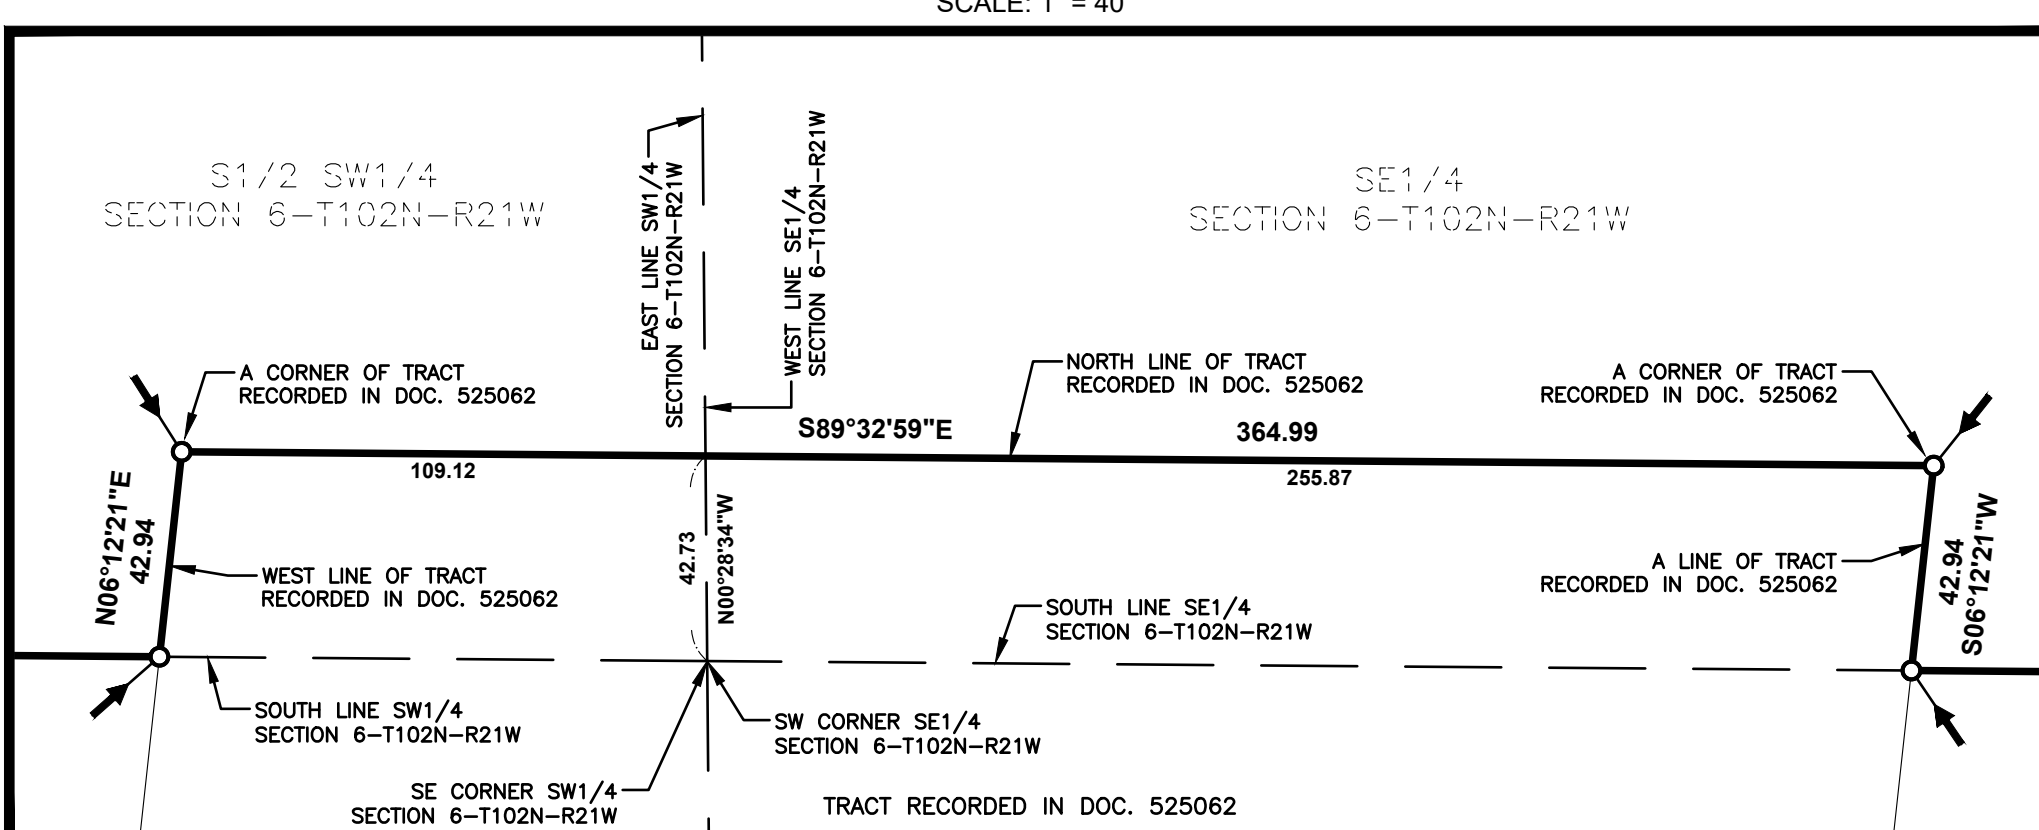 SCALE: 1" = 40'
S1/2 SW1/4
SECTION 6-T102N-R21W
EAST LINE SW1/4
SECTION 6-T102N-R21W
WEST LINE SE1/4
SECTION 6-T102N-R21W
SE1/4
SECTION 6-T102N-R21W
A CORNER OF TRACT
RECORDED IN DOC. 525062
NORTH LINE OF TRACT
RECORDED IN DOC. 525062
A CORNER OF TRACT
RECORDED IN DOC. 525062
S89°32'59"E
364.99
109.12
255.87
N06°12'21"E
42.94
WEST LINE OF TRACT
RECORDED IN DOC. 525062
42.73
N00°28'34"W
SOUTH LINE SE1/4
SECTION 6-T102N-R21W
A LINE OF TRACT
RECORDED IN DOC. 525062
42.94
S06°12'21"W
SOUTH LINE SW1/4
SECTION 6-T102N-R21W
SW CORNER SE1/4
SECTION 6-T102N-R21W
SE CORNER SW1/4
SECTION 6-T102N-R21W
TRACT RECORDED IN DOC. 525062